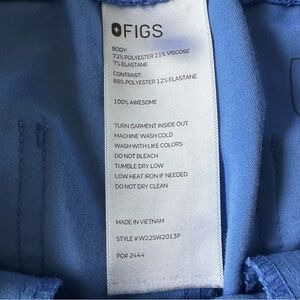 FIGS
BODY:
72% POLYESTER 21% VISCOSE
7% ELASTANE
CONTRAST:
88% POLYESTER 12% ELASTANE
100% AWESOME
TURN GARMENT INSIDE OUT
MACHINE WASH COLD
WASH WITH LIKE COLORS
DO NOT BLEACH
TUMBLE DRY LOW
LOW HEAT IRON IF NEEDED
DO NOT DRY CLEAN
MADE IN VIETNAM
STYLE #W22SW2013P
PO# 2444